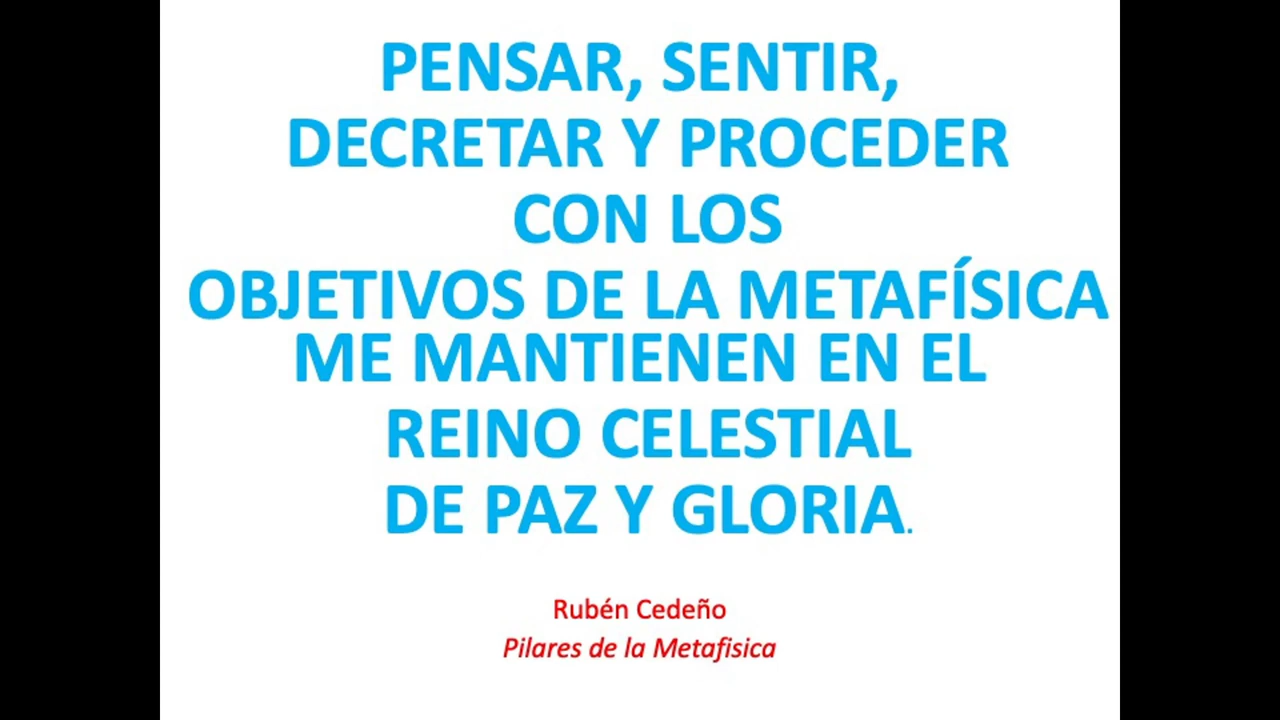 PENSAR, SENTIR,
DECRETAR Y PROCEDER
CON LOS
OBJETIVOS DE LA METAFÍSICA
ME MANTIENEN EN EL
REINO CELESTIAL
DE PAZ Y GLORIA.
Rubén Cedeño
Pilares de la Metafisica